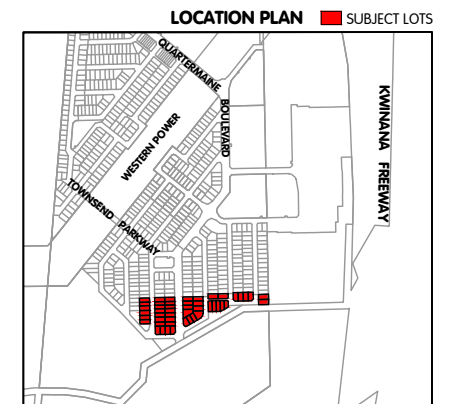 LOCATION PLAN SUBJECT LOTS
QUARTERMAINE
BOULEVARD
WESTERN POWER
KWINANA FREEWAY
TOWNSEND PARKWAY